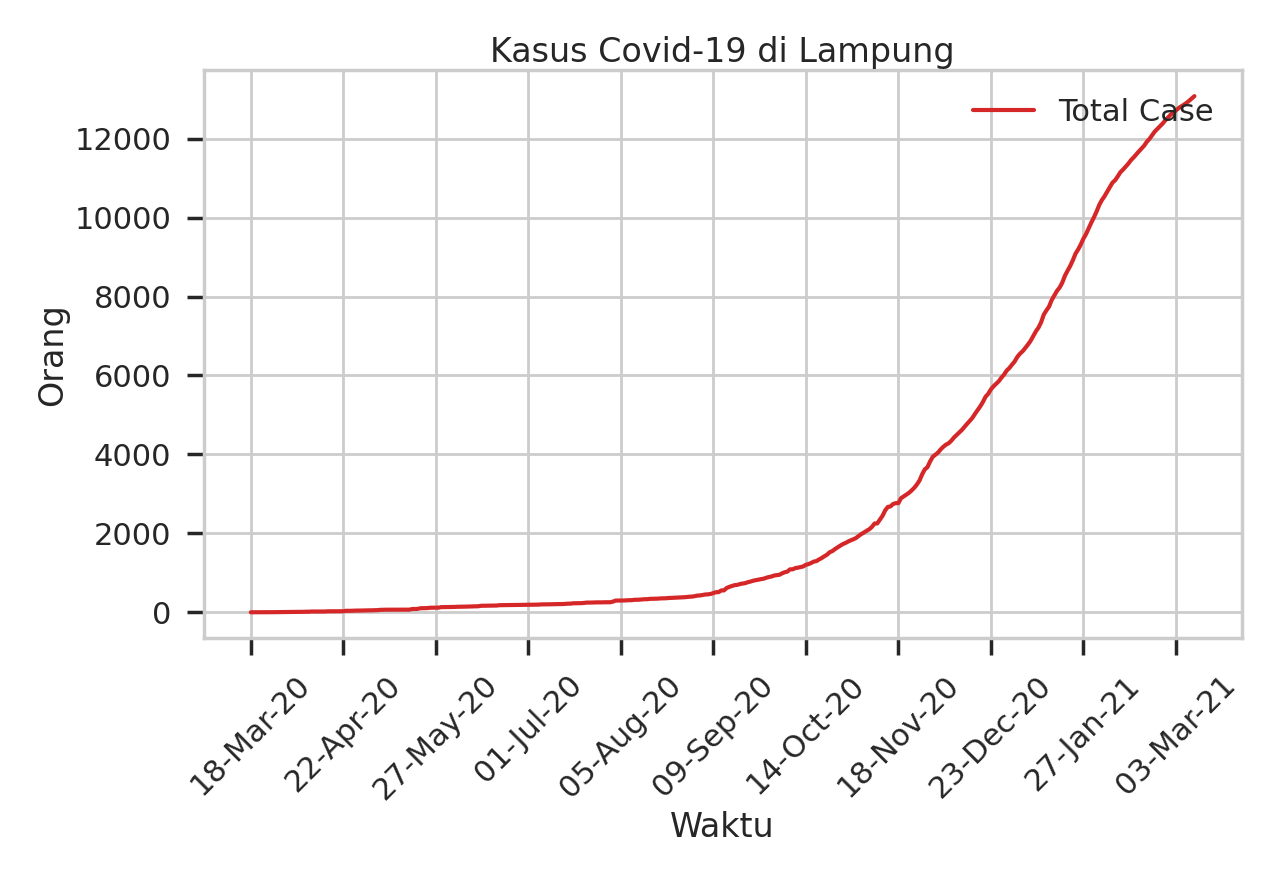 Kasus Covid-19 di Lampung
Total Case
12000
10000
8000
6000
4000
2000
0
Orang
18-Mar-20
22-Apr-20
27-May-20
01-Jul-20
05-Aug-20
09-Sep-20
14-Oct-20
18-Nov-20
23-Dec-20
27-Jan-21
03-Mar-21
Waktu